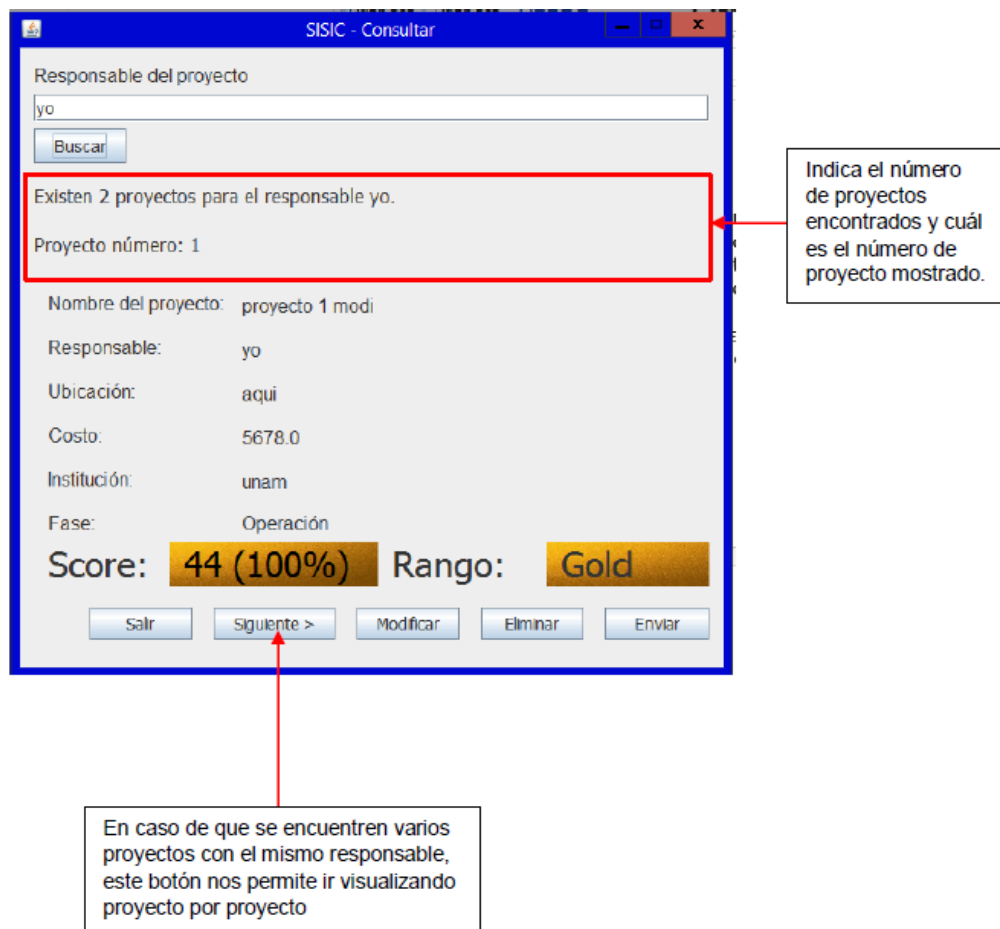 SISIC - Consultar
Responsable del proyecto
yo
Buscar
Existen 2 proyectos para el responsable yo.
Proyecto número: 1
Nombre del proyecto: proyecto 1 modi
Responsable: yo
Ubicación: aqui
Costo: 5678.0
Institución: unam
Fase: Operación
Score: 44 (100%) Rango: Gold
Salir Siguiente > Modificar Eliminar Enviar
Indica el número
de proyectos
encontrados y cuál
es el número de
proyecto mostrado.
En caso de que se encuentren varios
proyectos con el mismo responsable,
este botón nos permite ir visualizando
proyecto por proyecto